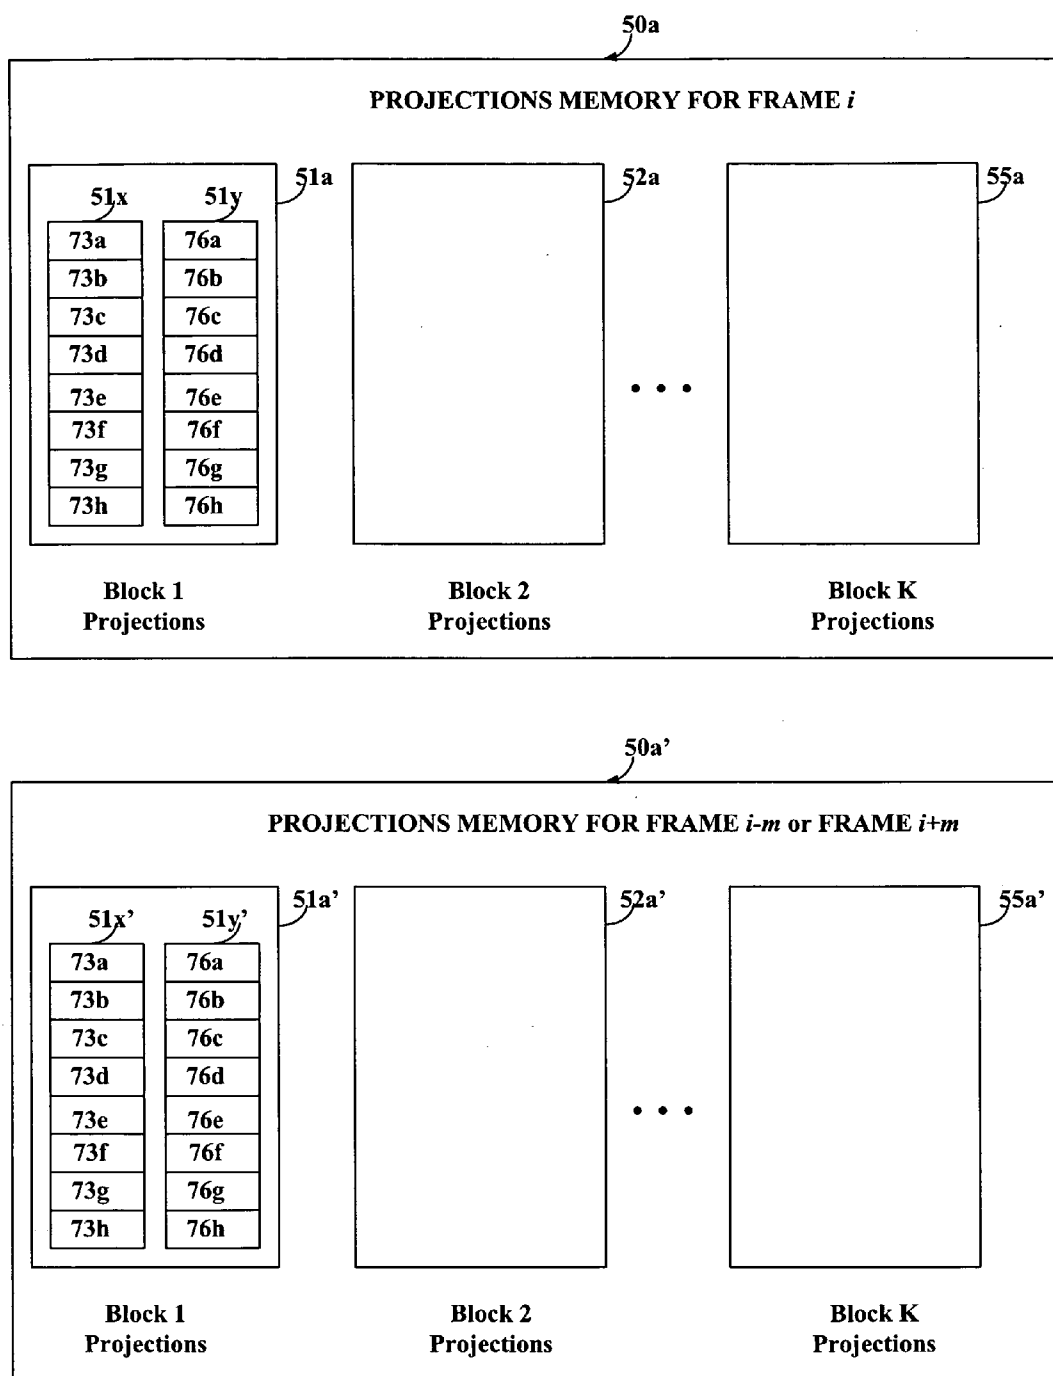 50a
PROJECTIONS MEMORY FOR FRAME i
51a
52a
55a
51x 51y
73a 76a
73b 76b
73c 76c
73d 76d
73e 76e
73f 76f
73g 76g
73h 76h
• • •
Block 1 Block 2 Block K
Projections Projections Projections
50a’
PROJECTIONS MEMORY FOR FRAME i-m or FRAME i+m
51a’ 52a’ 55a’
51x’ 51y’
73a 76a
73b 76b
73c 76c
73d 76d
73e 76e
73f 76f
73g 76g
73h 76h
• • •
Block 1 Block 2 Block K
Projections Projections Projections